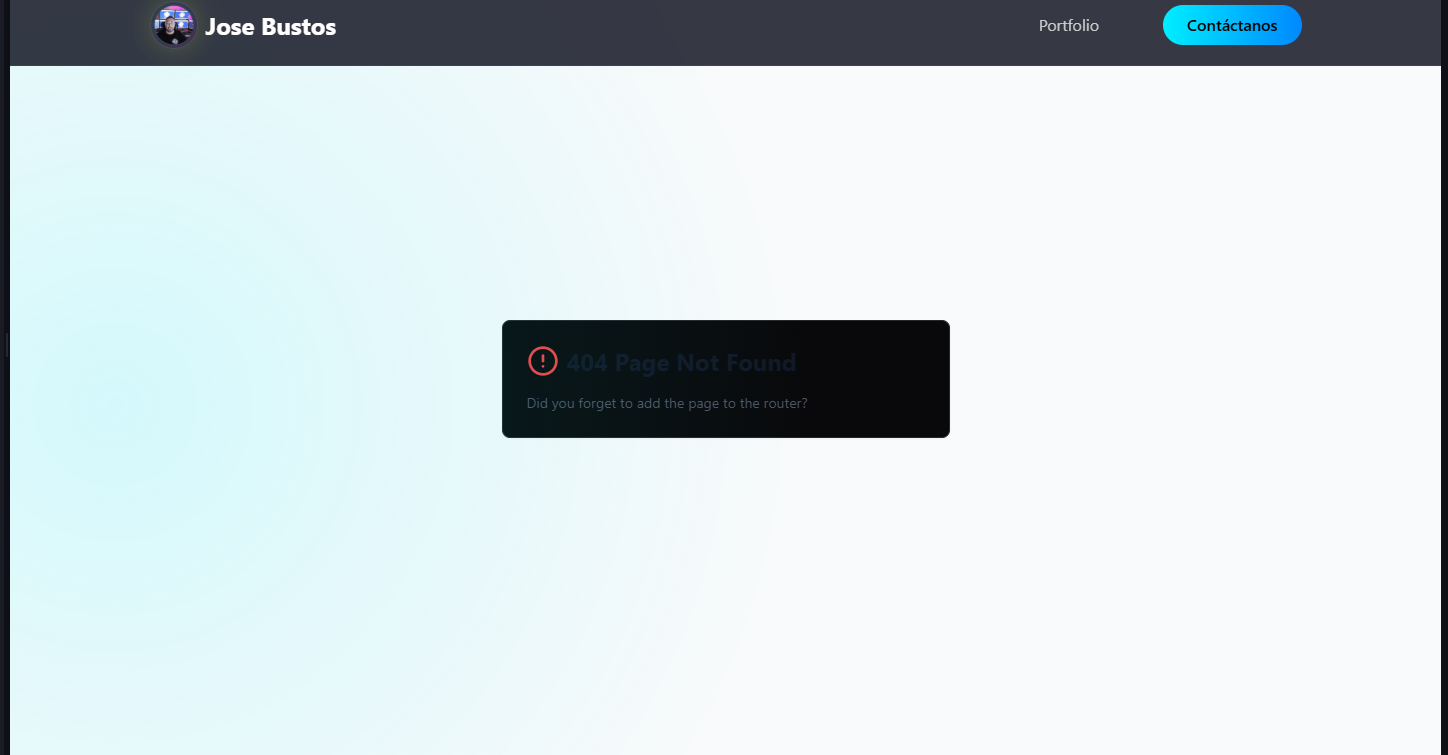 Jose Bustos
Portfolio
Contáctanos
404 Page Not Found
Did you forget to add the page to the router?